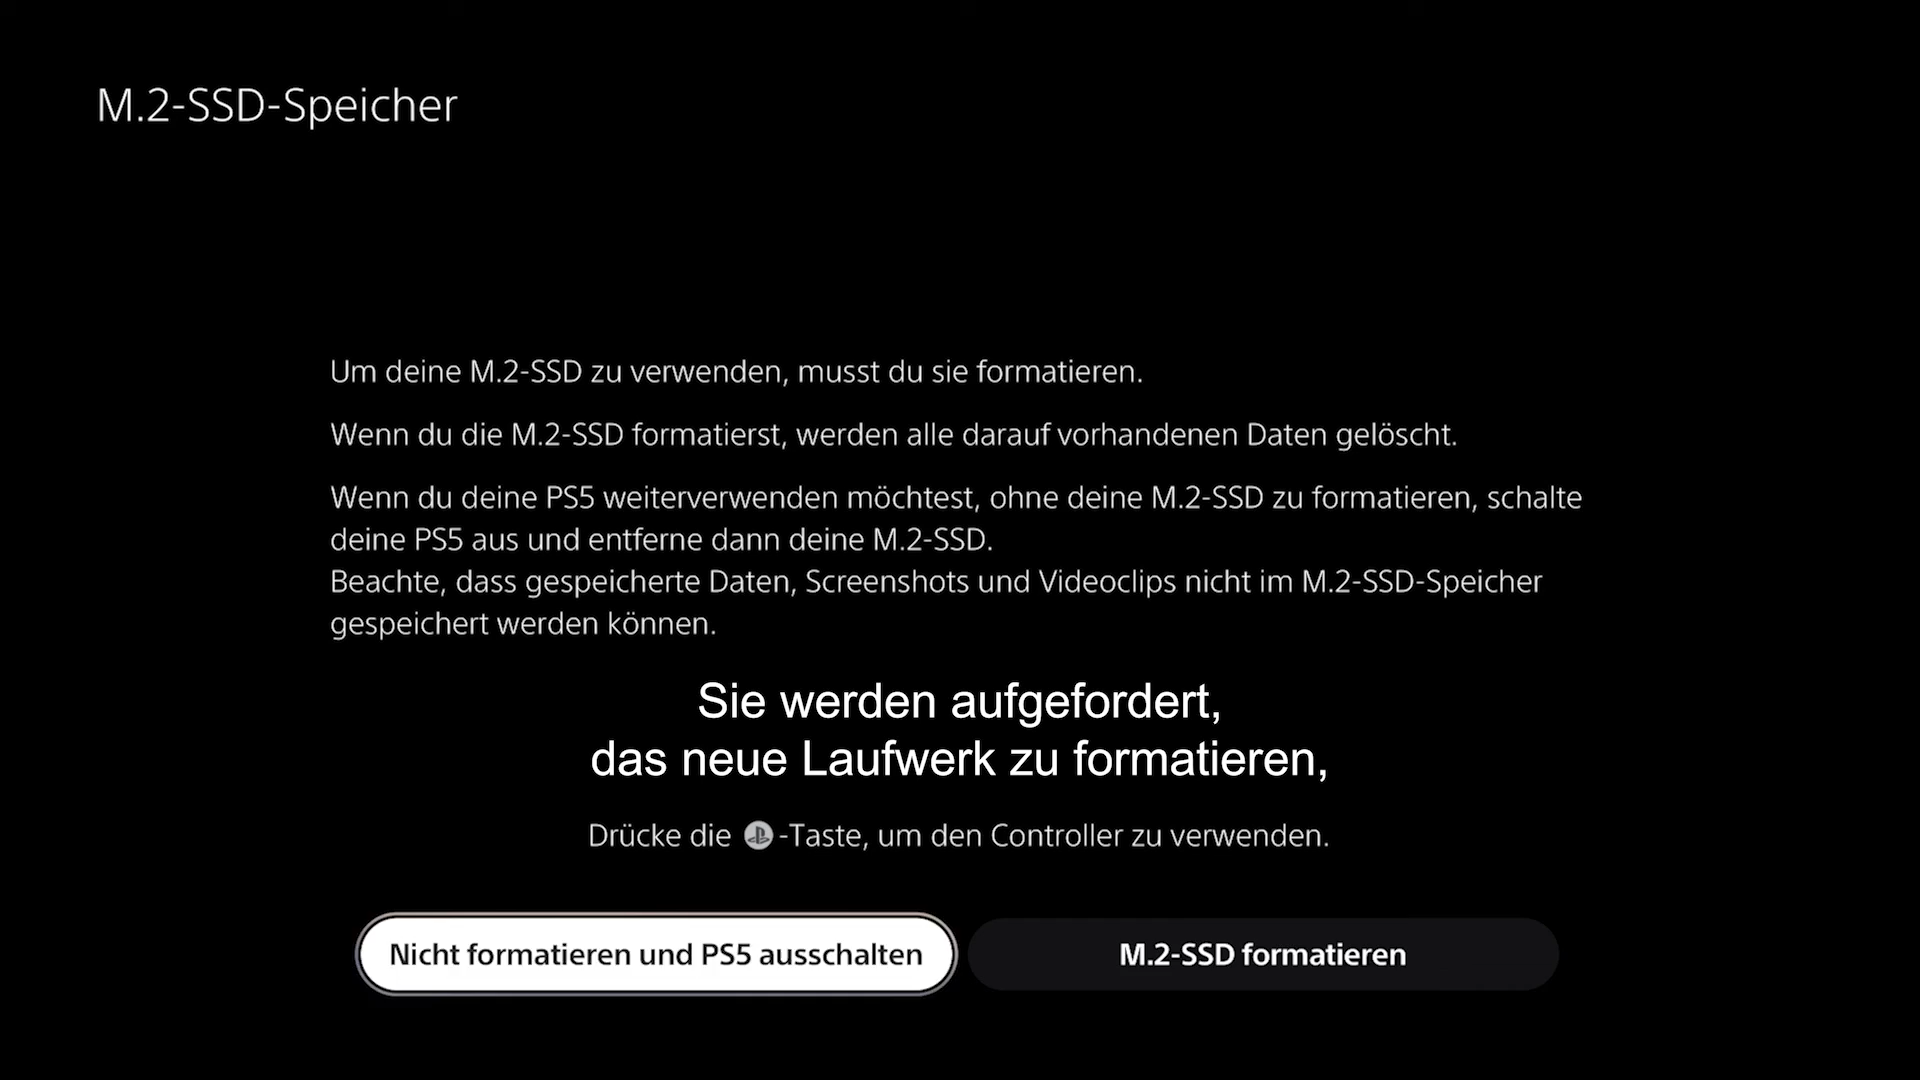 M.2-SSD-Speicher
Um deine M.2-SSD zu verwenden, musst du sie formatieren.
Wenn du die M.2-SSD formatierst, werden alle darauf vorhandenen Daten gelöscht.
Wenn du deine PS5 weiterverwenden möchtest, ohne deine M.2-SSD zu formatieren, schalte
deine PS5 aus und entferne dann deine M.2-SSD.
Beachte, dass gespeicherte Daten, Screenshots und Videoclips nicht im M.2-SSD-Speicher
gespeichert werden können.
Sie werden aufgefordert,
das neue Laufwerk zu formatieren,
Drücke die -Taste, um den Controller zu verwenden.
Nicht formatieren und PS5 ausschalten
M.2-SSD formatieren